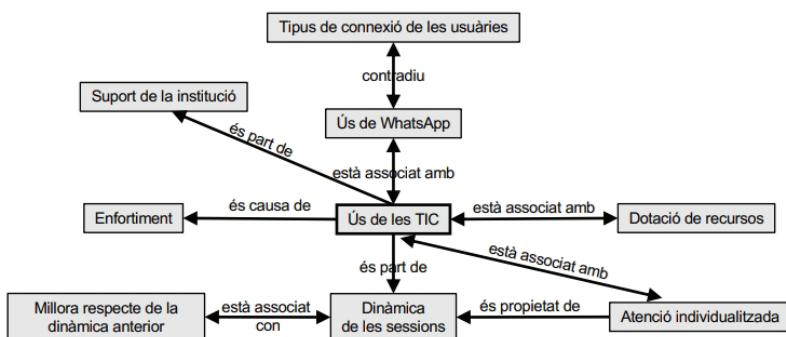 Tipus de connexió de les usuàries
contradiu
Suport de la institució
Ús de WhatsApp
és part de
està associat amb
Enfortiment
és causa de
Ús de les TIC
està associat amb
Dotació de recursos
és part de
està associat amb
Millora respecte de la
dinàmica anterior
està associat
con
Dinàmica
de les sessions
és propietat de
Atenció individualitzada